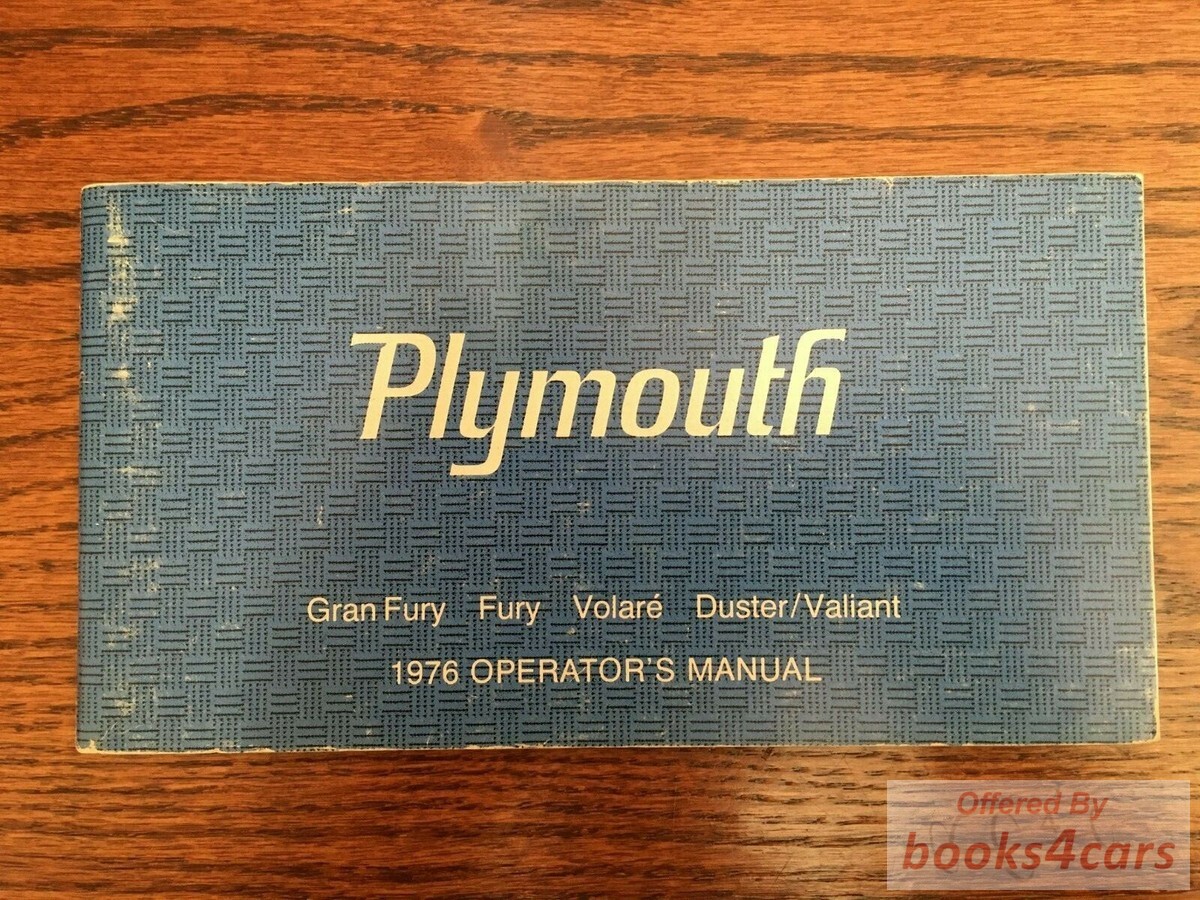 Plymouth
Gran Fury Fury Volaré Duster/Valiant
1976 OPERATOR'S MANUAL
Offered By
books4cars